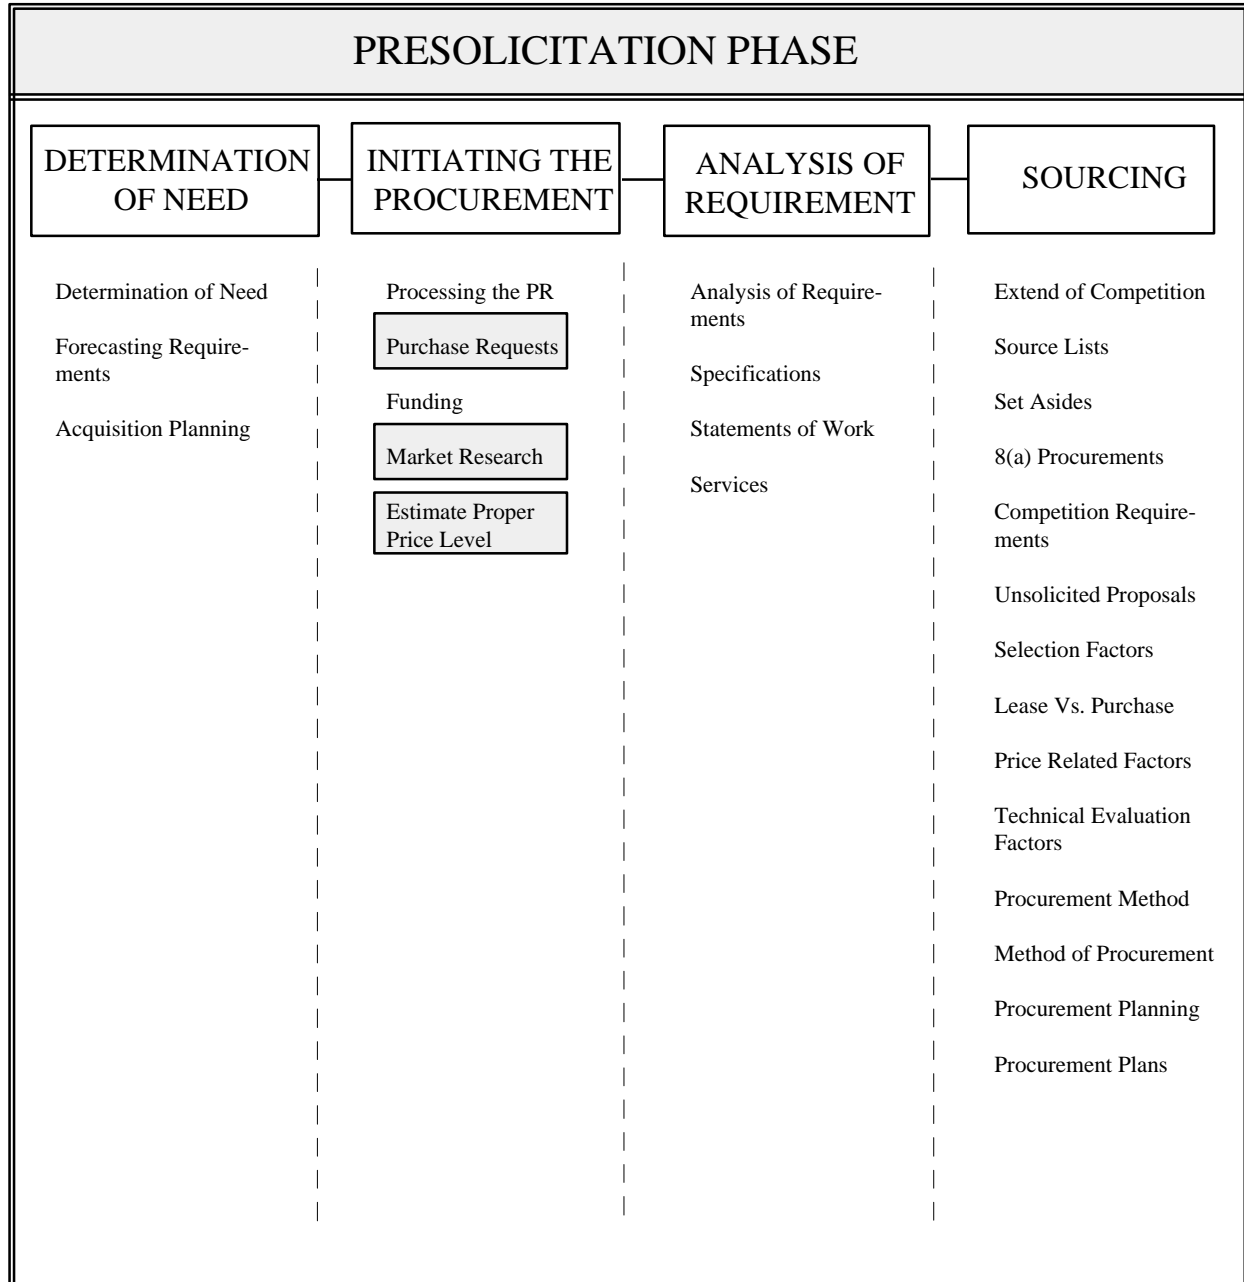 PRESOLICITATION PHASE
DETERMINATION
OF NEED
INITIATING THE
PROCUREMENT
ANALYSIS OF
REQUIREMENT
SOURCING
Determination of Need
Forecasting Require-
ments
Acquisition Planning
Processing the PR
Purchase Requests
Funding
Market Research
Estimate Proper
Price Level
Analysis of Require-
ments
Specifications
Statements of Work
Services
Extend of Competition
Source Lists
Set Asides
8(a) Procurements
Competition Require-
ments
Unsolicited Proposals
Selection Factors
Lease Vs. Purchase
Price Related Factors
Technical Evaluation
Factors
Procurement Method
Method of Procurement
Procurement Planning
Procurement Plans